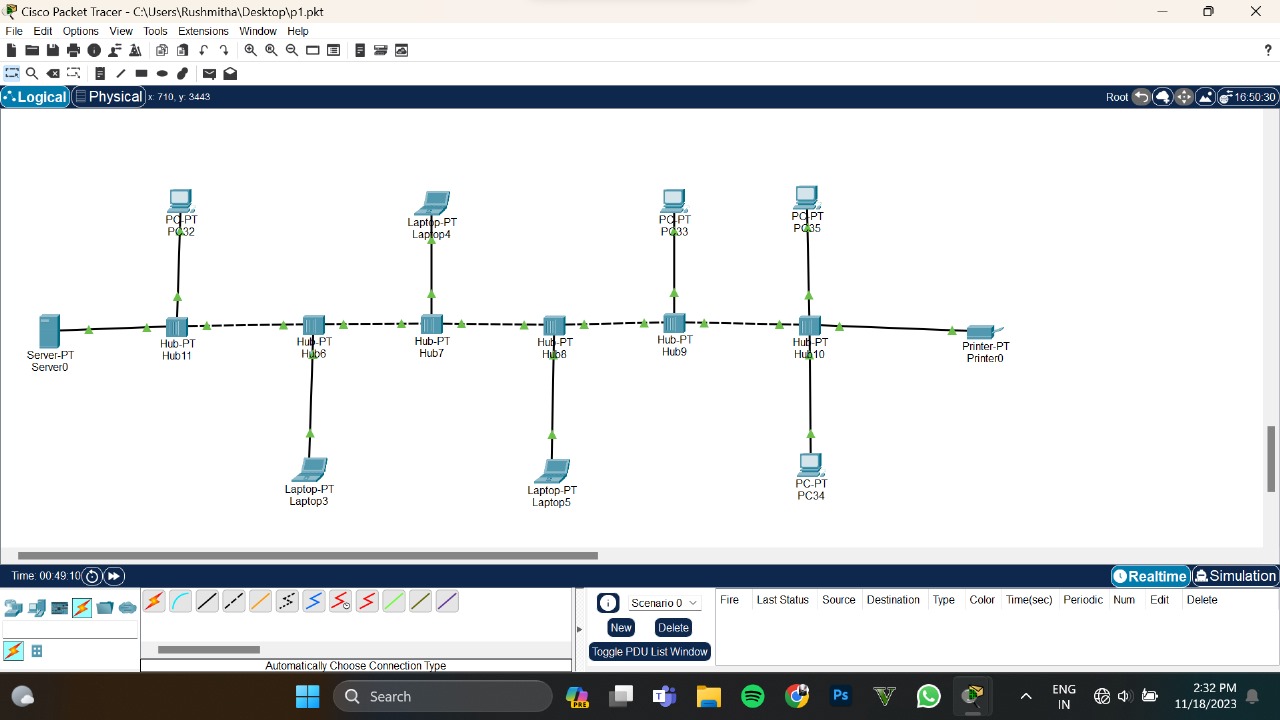 Cisco Packet Tracer - C:\Users\Rushmitha\Desktop\p1.pkt
File Edit Options View Tools Extensions Window Help
?
Logical Physical x: 710, y: 3443 Root 16:50:30
PC-PT
PC32
Laptop-PT
Laptop4
PC-PT
PC33
PC-PT
PC35
Server-PT
Server0
Hub-PT
Hub11
Hub-PT
Hub6
Hub-PT
Hub7
Hub-PT
Hub8
Hub-PT
Hub9
Hub-PT
Hub10
Printer-PT
Printer0
Laptop-PT
Laptop3
Laptop-PT
Laptop5
PC-PT
PC34
Time: 00:49:10 Realtime Simulation
Scenario 0
New Delete
Toggle PDU List Window
Fire Last Status Source Destination Type Color Time(sec) Periodic Num Edit Delete
Automatically Choose Connection Type
Search
PRE
Ps
ENG
IN
2:32 PM
11/18/2023